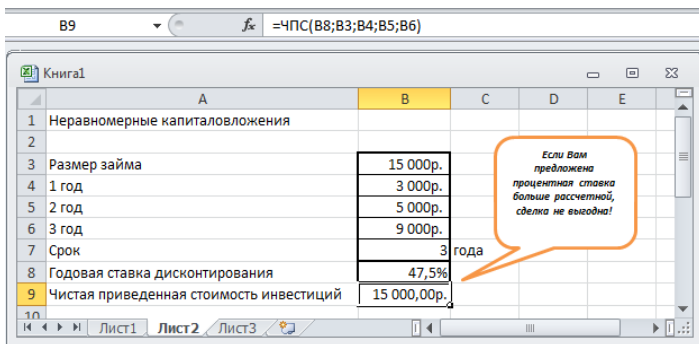 B9 fx =ЧПС(B8;B3;B4;B5;B6)
Книга1
A B C D E
1 Неравномерные капиталовложения
2
3 Размер займа 15 000р.
4 1 год 3 000р.
5 2 год 5 000р.
6 3 год 9 000р.
7 Срок 3 года
8 Годовая ставка дисконтирования 47,5%
9 Чистая приведенная стоимость инвестиций 15 000,00р.
10
Если Вам
предложена
процентная ставка
больше рассчетной,
сделка не выгодна!
Лист1 Лист2 Лист3